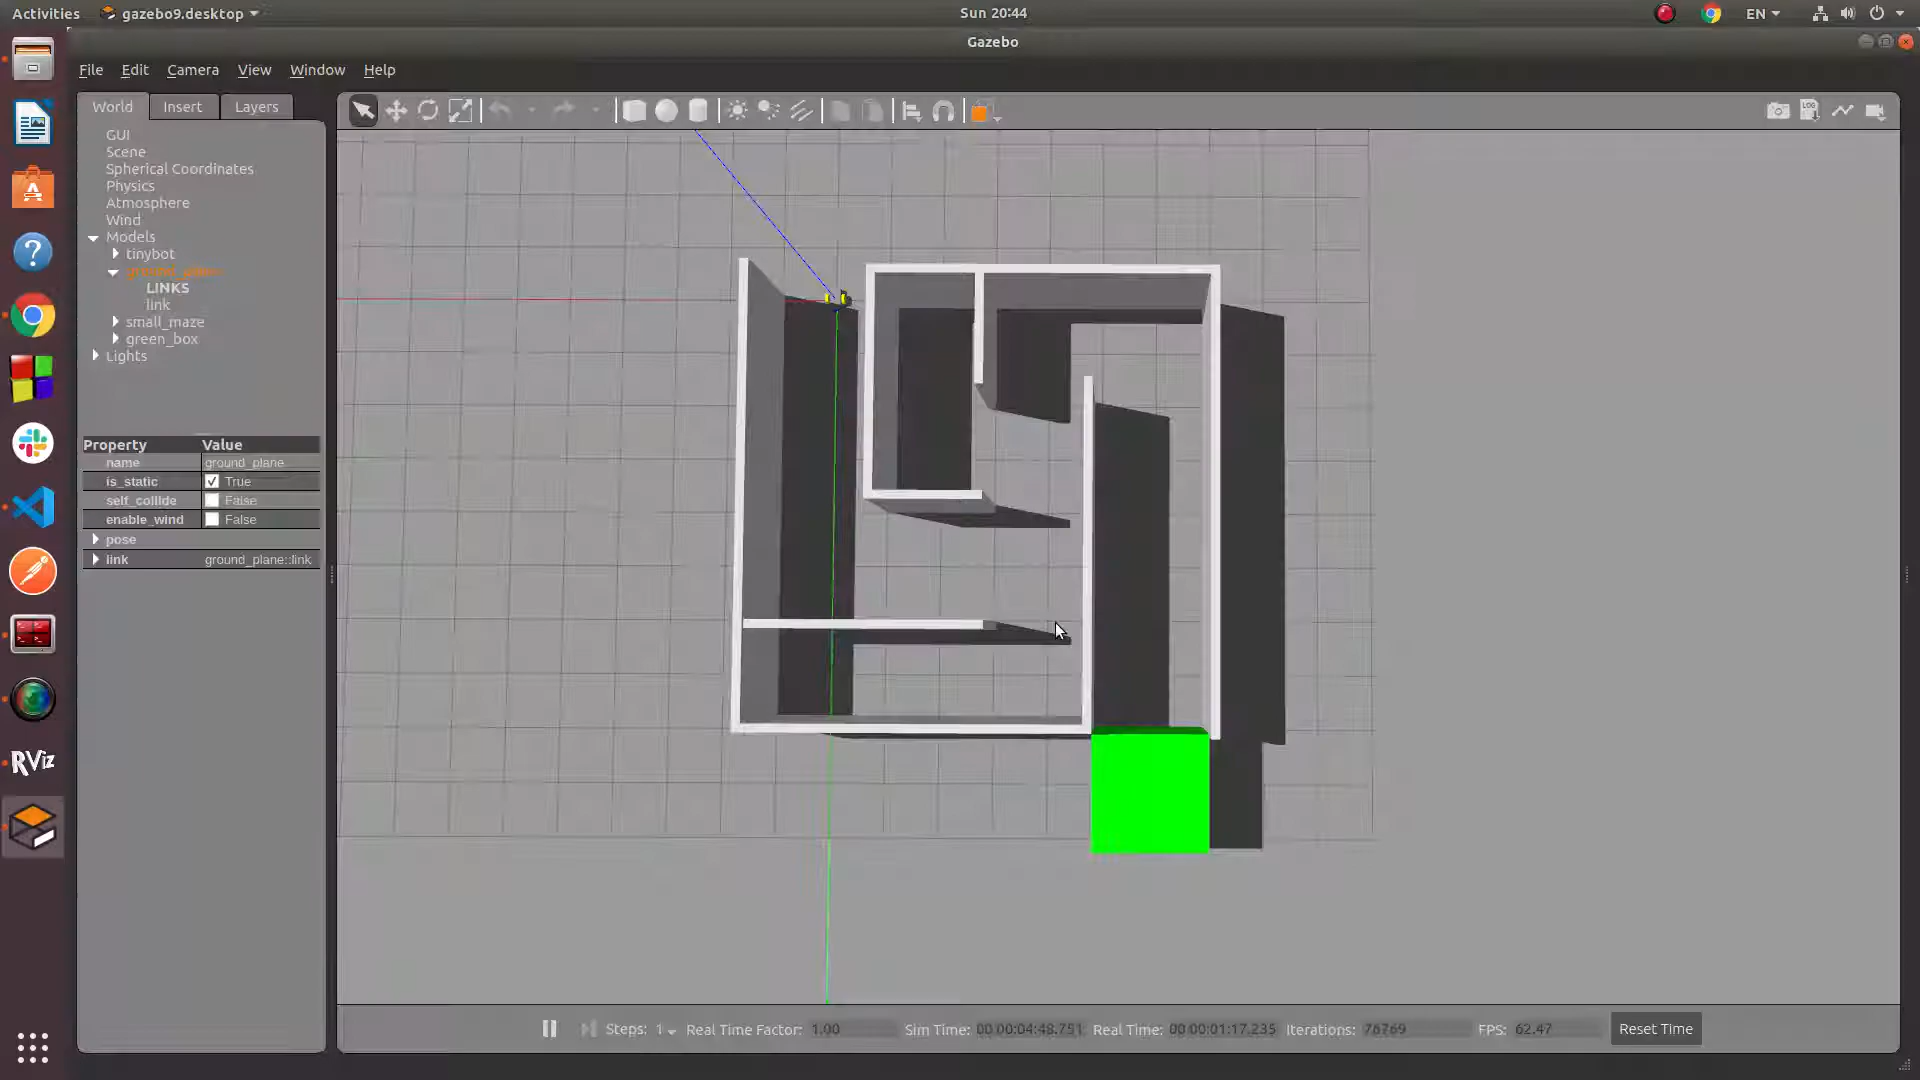 Activities gazebo9.desktop Sun 20:44 EN
Gazebo
File Edit Camera View Window Help
World Insert Layers
GUI
Scene
Spherical Coordinates
Physics
Atmosphere
Wind
Models
tinybot
ground_plane
LINKS
link
small_maze
green_box
Lights
Property Value
name ground_plane
is_static True
self_collide False
enable_wind False
pose
link ground_plane::link
LOG
RViz
Steps: 1 Real Time Factor: 1.00 Sim Time: 00 00:04:48.751 Real Time: 00 00:01:17.235 Iterations: 76769 FPS: 62.47 Reset Time